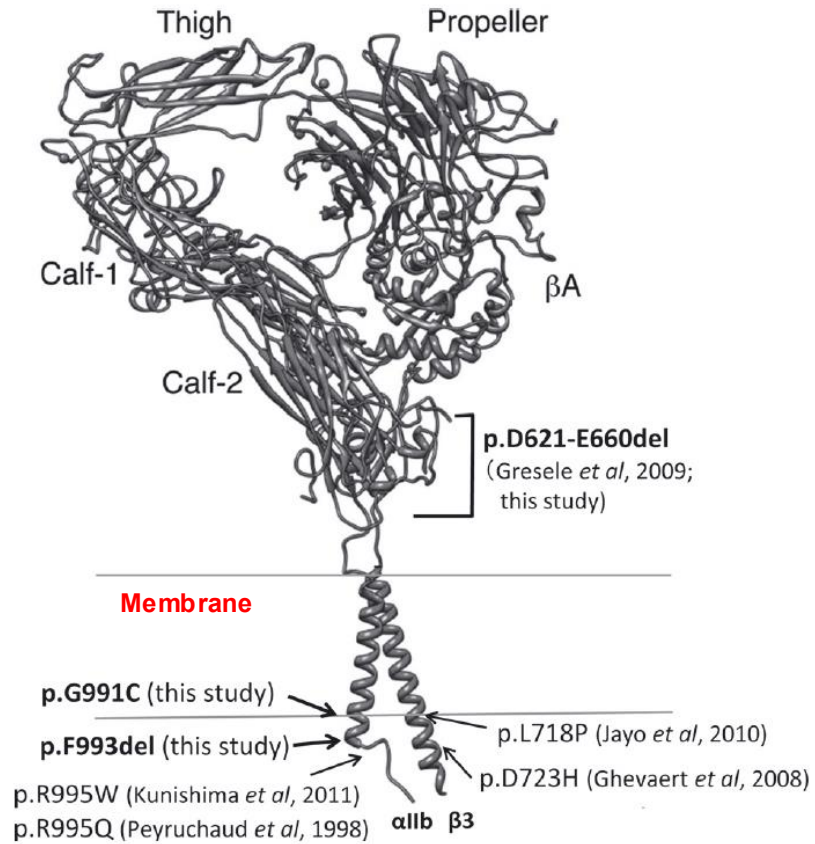 Thigh
Propeller
Calf-1
βA
Calf-2
p.D621-E660del
(Gresele et al, 2009;
this study)
Membrane
p.G991C (this study)
p.L718P (Jayo et al, 2010)
p.F993del (this study)
p.D723H (Ghevaert et al, 2008)
p.R995W (Kunishima et al, 2011)
p.R995Q (Peyruchaud et al, 1998)
αIIb β3